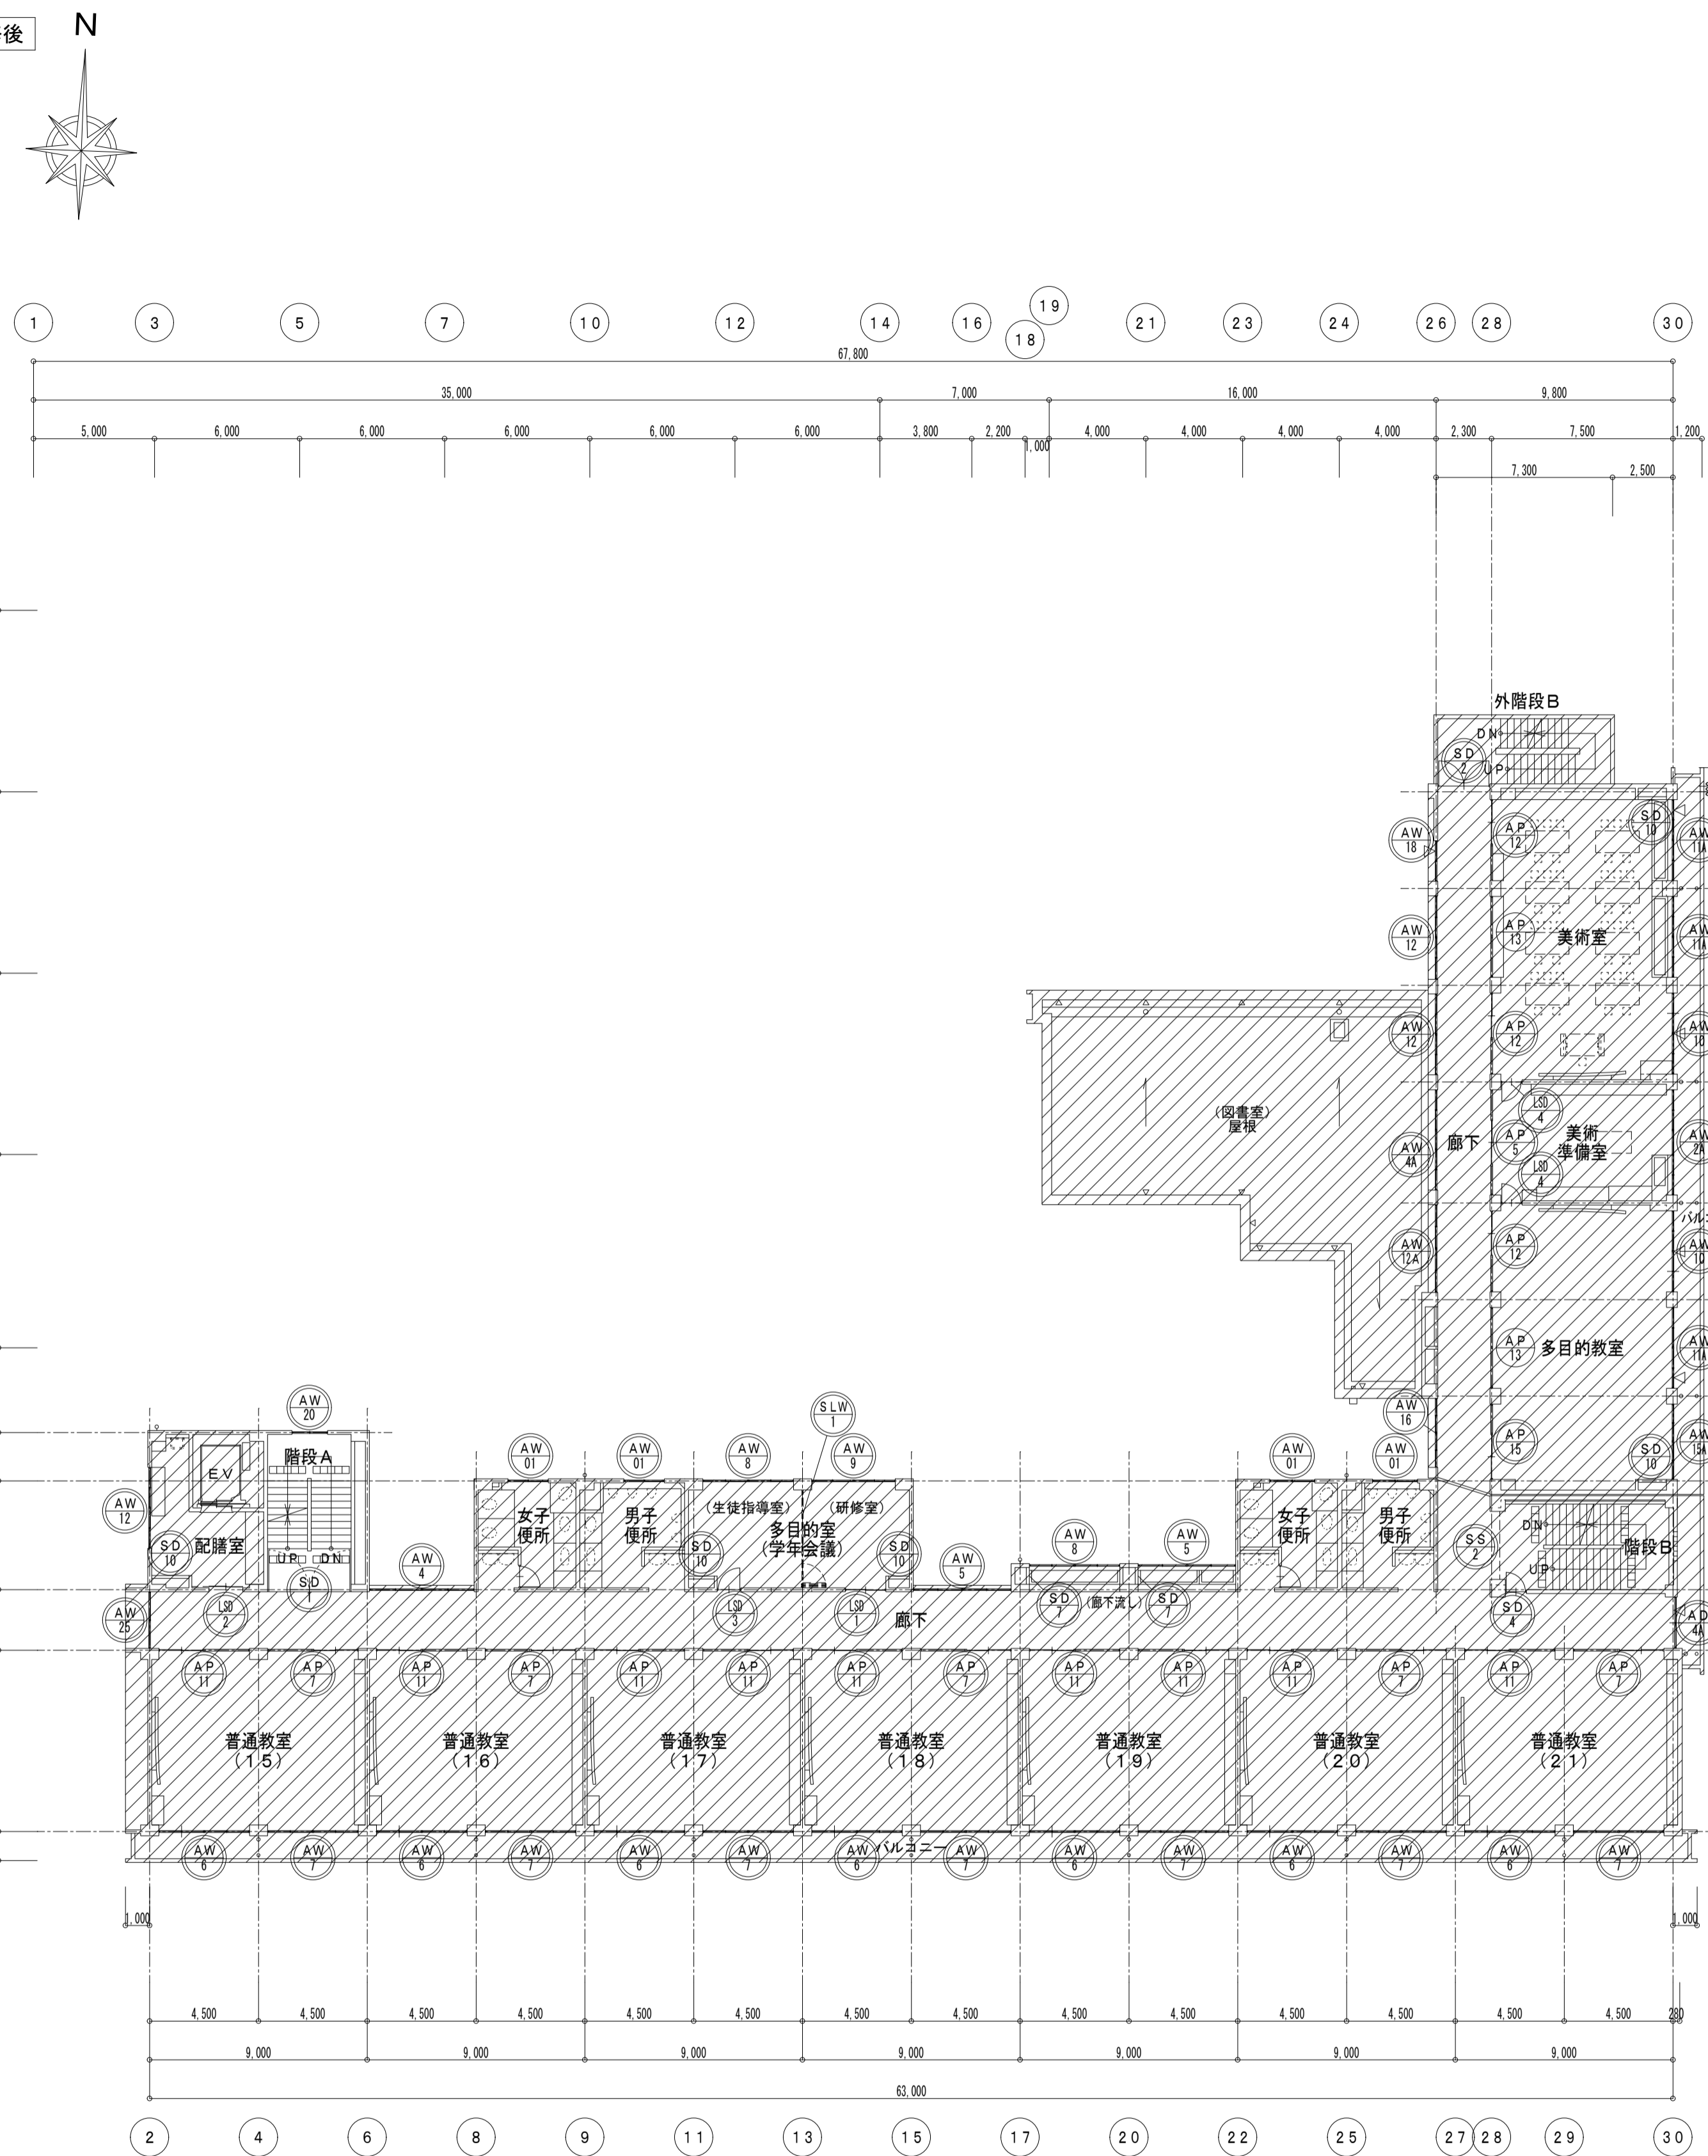 後
N
1 3 5 7 10 12 14 16 18 19 21 23 24 26 28 30
67,800
35,000 7,000 16,000 9,800
5,000 6,000 6,000 6,000 6,000 6,000 3,800 2,200 1,000 4,000 4,000 4,000 4,000 2,300 7,500 1,200
7,300 2,500
外階段B
DN
SD
2
UP
AW
18
AP
12
SD
10
AW
11A
AW
12
AP
13
美術室
AW
11A
AW
12
AP
12
AW
10
(図書室)
屋根
LSD
4
AW
4A
廊下
AP
5
美術
準備室
AW
2A
LSD
4
AW
12A
AP
12
AW
10
AP
13
多目的教室
AW
11A
AW
20
SLW
1
AW
16
AP
15
SD
10
AW
15A
階段A
EV
AW
01
AW
01
AW
8
AW
9
AW
01
AW
01
AW
12
女子
便所
男子
便所
(生徒指導室)
(研修室)
多目的室
(学年会議)
女子
便所
男子
便所
DN
階段B
SS
2
UP
SD
10
配膳室
UP DN
SD
10
SD
10
AW
8
AW
5
AW
4
AW
5
SD
1
AW
25
LSD
2
LSD
3
LSD
1
廊下
SD
7
(廊下流し)
SD
7
SD
4
AD
4A
AP
11
AP
7
AP
11
AP
7
AP
11
AP
11
AP
11
AP
7
AP
11
AP
11
AP
11
AP
7
AP
11
AP
7
普通教室
(15)
普通教室
(16)
普通教室
(17)
普通教室
(18)
普通教室
(19)
普通教室
(20)
普通教室
(21)
AW
6
AW
7
AW
6
AW
7
AW
6
AW
7
AW
6
バルコニー
AW
7
AW
6
AW
7
AW
6
AW
7
AW
6
AW
7
1,000 1,000
4,500 4,500 4,500 4,500 4,500 4,500 4,500 4,500 4,500 4,500 4,500 4,500 4,500 4,500 280
9,000 9,000 9,000 9,000 9,000 9,000 9,000
63,000
2 4 6 8 9 11 13 15 17 20 22 25 27 28 29 30